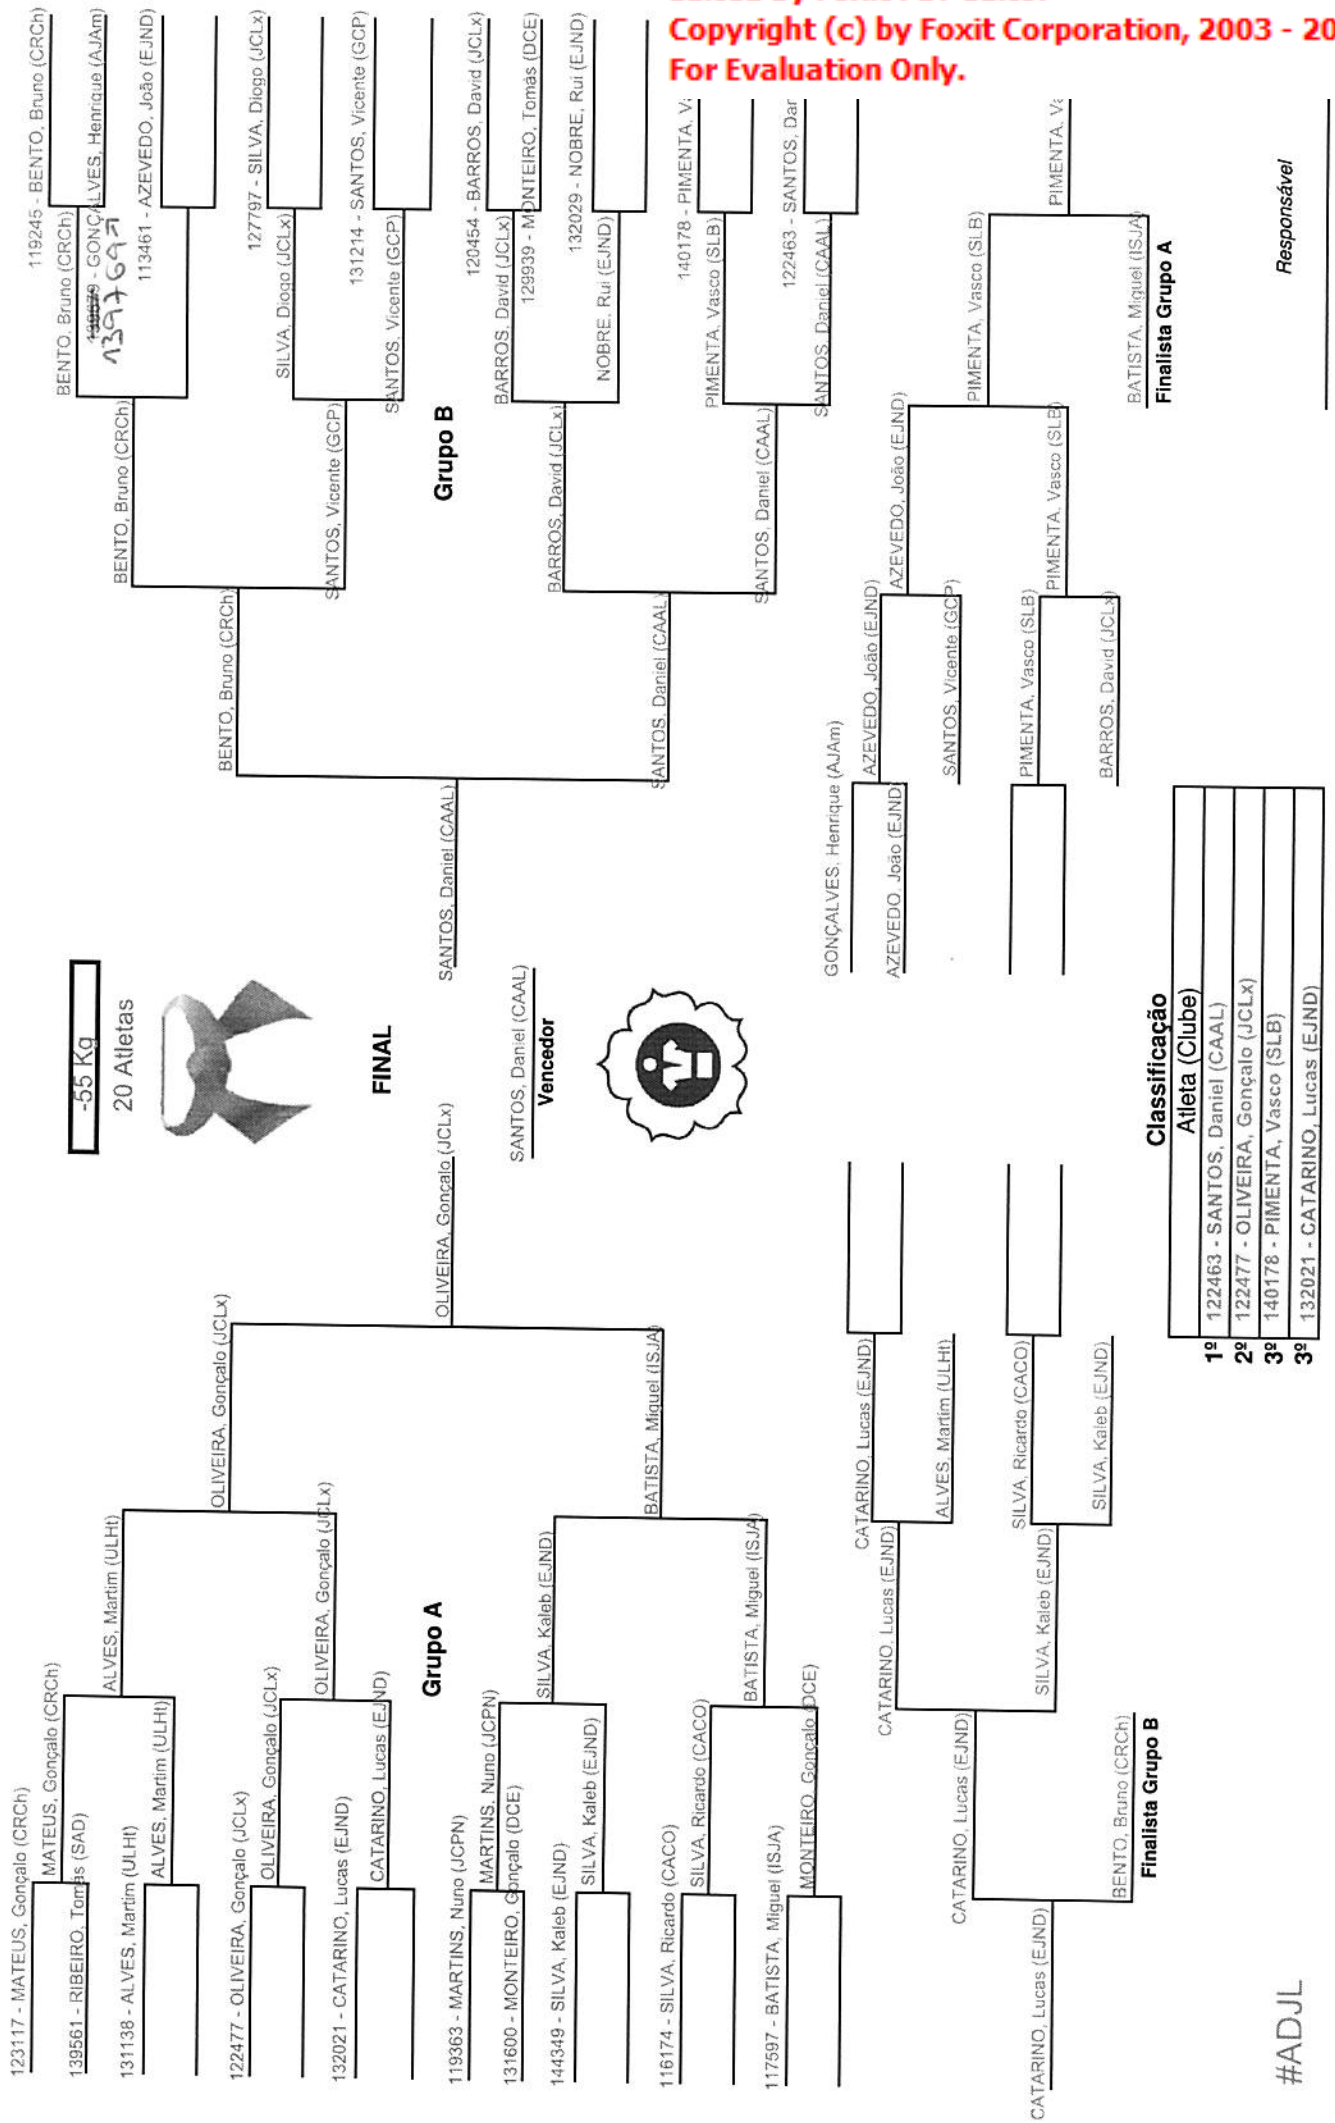 Copyright (c) by Foxit Corporation, 2003 - 20
For Evaluation Only.
-55 Kg
20 Atletas
FINAL
SANTOS, Daniel (CAAL)
Vencedor
123117 - MATEUS, Gonçalo (CRCh)
MATEUS, Gonçalo (CRCh)
139561 - RIBEIRO, Tomás (SAD)
ALVES, Martim (ULHt)
131138 - ALVES, Martim (ULHt)
ALVES, Martim (ULHt)
OLIVEIRA, Gonçalo (JCLx)
122477 - OLIVEIRA, Gonçalo (JCLx)
OLIVEIRA, Gonçalo (JCLx)
OLIVEIRA, Gonçalo (JCLx)
132021 - CATARINO, Lucas (EJND)
CATARINO, Lucas (EJND)
Grupo A
OLIVEIRA, Gonçalo (JCLx)
119363 - MARTINS, Nuno (JCPN)
MARTINS, Nuno (JCPN)
131600 - MONTEIRO, Gonçalo (DCE)
SILVA, Kaleb (EJND)
144349 - SILVA, Kaleb (EJND)
SILVA, Kaleb (EJND)
BATISTA, Miguel (ISJA)
116174 - SILVA, Ricardo (CACO)
SILVA, Ricardo (CACO)
BATISTA, Miguel (ISJA)
117597 - BATISTA, Miguel (ISJA)
MONTEIRO, Gonçalo (DCE)
119245 - BENTO, Bruno (CRCh)
BENTO, Bruno (CRCh)
- GONÇALVES, Henrique (AJAm)
BENTO, Bruno (CRCh)
113461 - AZEVEDO, João (EJND)
BENTO, Bruno (CRCh)
127797 - SILVA, Diogo (JCLx)
SILVA, Diogo (JCLx)
SANTOS, Vicente (GCP)
131214 - SANTOS, Vicente (GCP)
SANTOS, Vicente (GCP)
Grupo B
SANTOS, Daniel (CAAL)
120454 - BARROS, David (JCLx)
BARROS, David (JCLx)
129939 - MONTEIRO, Tomás (DCE)
BARROS, David (JCLx)
132029 - NOBRE, Rui (EJND)
NOBRE, Rui (EJND)
SANTOS, Daniel (CAAL)
140178 - PIMENTA, Va
PIMENTA, Vasco (SLB)
SANTOS, Daniel (CAAL)
122463 - SANTOS, Dan
SANTOS, Daniel (CAAL)
CATARINO, Lucas (EJND)
CATARINO, Lucas (EJND)
ALVES, Martim (ULHt)
CATARINO, Lucas (EJND)
SILVA, Ricardo (CACO)
SILVA, Kaleb (EJND)
SILVA, Kaleb (EJND)
CATARINO, Lucas (EJND)
BENTO, Bruno (CRCh)
Finalista Grupo B
GONÇALVES, Henrique (AJAm)
AZEVEDO, João (EJND)
AZEVEDO, João (EJND)
AZEVEDO, João (EJND)
SANTOS, Vicente (GCP)
PIMENTA, Vasco (SLB)
PIMENTA, Vasco (SLB)
PIMENTA, Vasco (SLB)
BARROS, David (JCLx)
PIMENTA, Va
BATISTA, Miguel (ISJA)
Finalista Grupo A
Classificação
Atleta (Clube)
1º 122463 - SANTOS, Daniel (CAAL)
2º 122477 - OLIVEIRA, Gonçalo (JCLx)
3º 140178 - PIMENTA, Vasco (SLB)
3º 132021 - CATARINO, Lucas (EJND)
Responsável
#ADJL